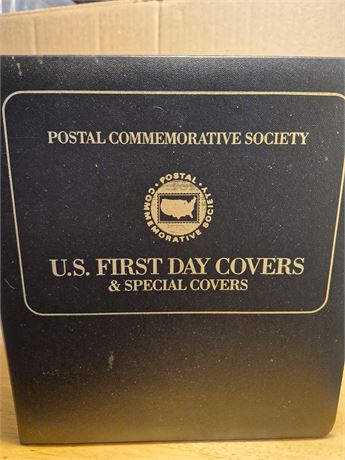 POSTAL COMMEMORATIVE SOCIETY
• POSTAL •
COMMEMORATIVE SOCIETY
U.S. FIRST DAY COVERS
& SPECIAL COVERS